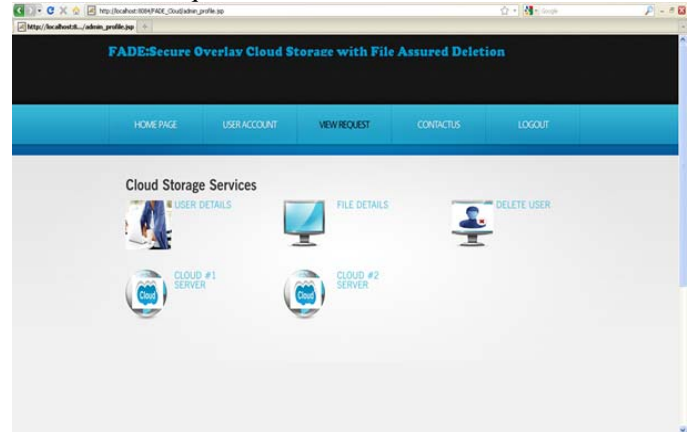 http://localhost:8084/FADE_Cloud/admin_profile.jsp
Google
http://localhost:8.../admin_profile.jsp
FADE:Secure Overlay Cloud Storage with File Assured Deletion
HOME PAGE USER ACCOUNT VIEW REQUEST CONTACTUS LOGOUT
Cloud Storage Services
USER DETAILS FILE DETAILS DELETE USER
CLOUD #1 CLOUD #2
SERVER SERVER
Cloud Cloud